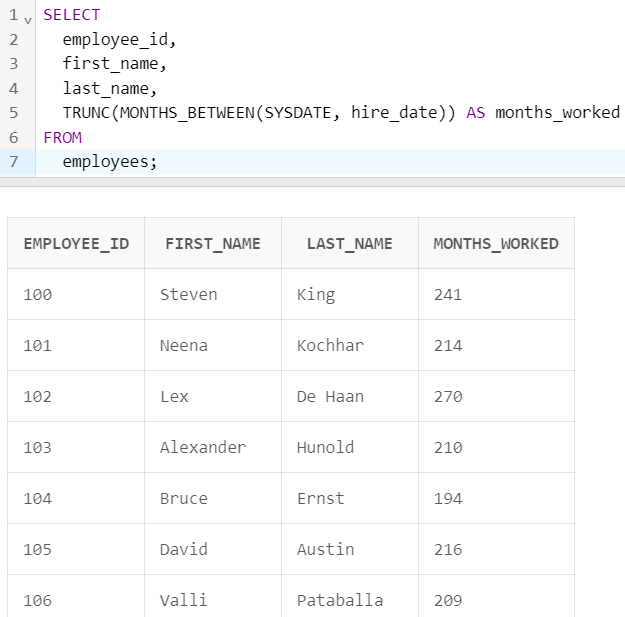 1 SELECT
2 employee_id,
3 first_name,
4 last_name,
5 TRUNC(MONTHS_BETWEEN(SYSDATE, hire_date)) AS months_worked
6 FROM
7 employees;
EMPLOYEE_ID FIRST_NAME LAST_NAME MONTHS_WORKED
100 Steven King 241
101 Neena Kochhar 214
102 Lex De Haan 270
103 Alexander Hunold 210
104 Bruce Ernst 194
105 David Austin 216
106 Valli Pataballa 209